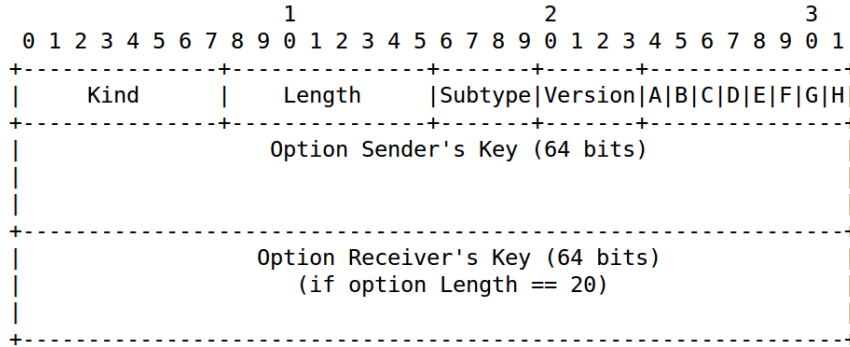 1                   2                   3
 0 1 2 3 4 5 6 7 8 9 0 1 2 3 4 5 6 7 8 9 0 1 2 3 4 5 6 7 8 9 0 1
+---------------+---------------+-------+-------+---------------+
|     Kind      |    Length     |Subtype|Version|A|B|C|D|E|F|G|H|
+---------------+---------------+-------+-------+---------------+
|                   Option Sender's Key (64 bits)               |
|                                                               |
|                                                               |
+---------------------------------------------------------------+
|                  Option Receiver's Key (64 bits)              |
|                     (if option Length == 20)                  |
|                                                               |
+---------------------------------------------------------------+